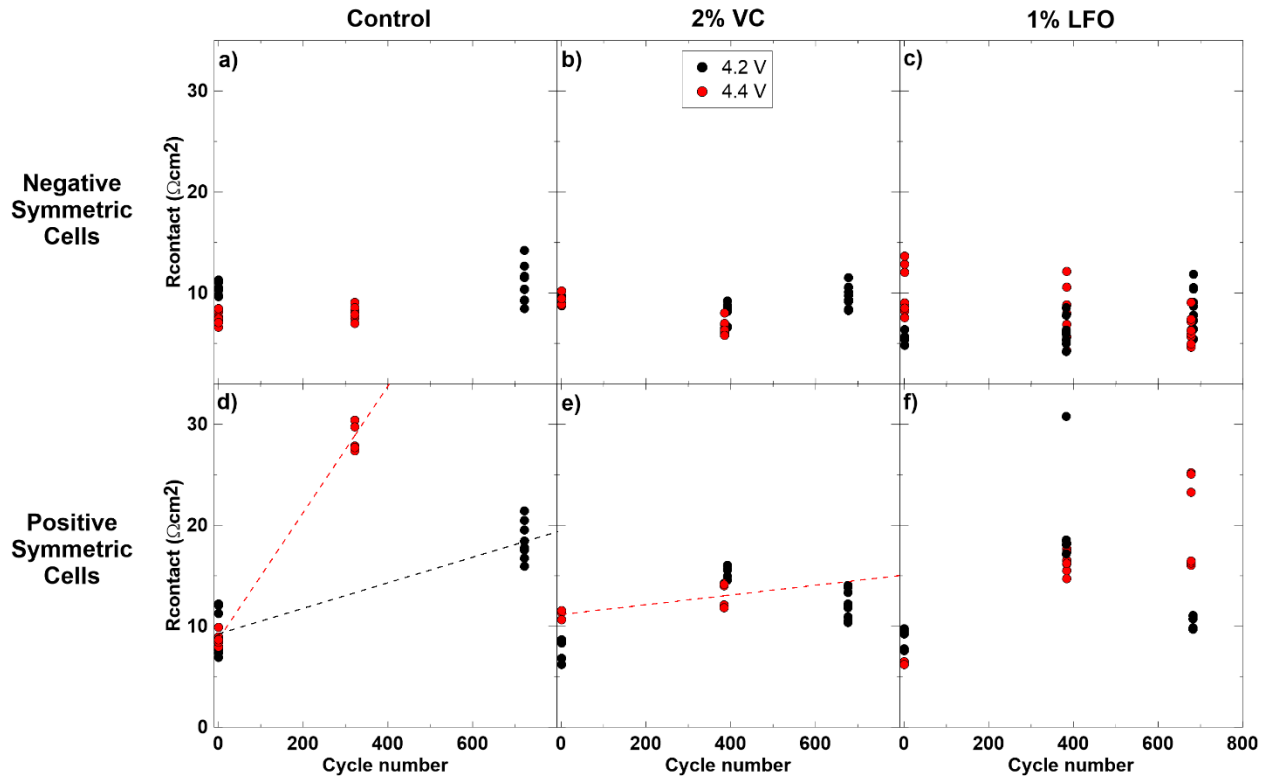 Control
2% VC
1% LFO
Negative
Symmetric
Cells
Positive
Symmetric
Cells
a)
b)
c)
4.2 V
4.4 V
Rcontact (Ωcm2)
30
20
10
d)
e)
f)
Rcontact (Ωcm2)
30
20
10
0
0 200 400 600
0 200 400 600
0 200 400 600 800
Cycle number
Cycle number
Cycle number